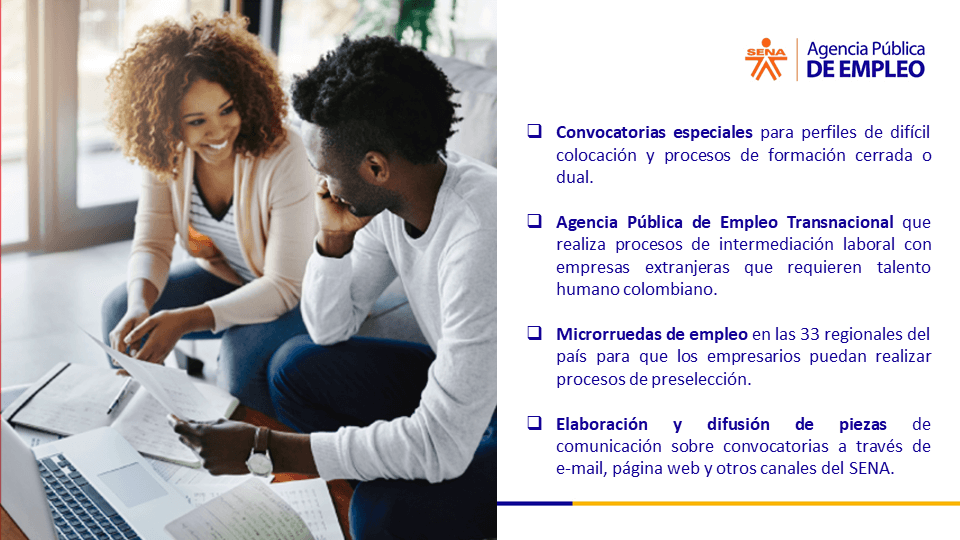 SENA
Agencia Pública
DE EMPLEO
Convocatorias especiales para perfiles de difícil
colocación y procesos de formación cerrada o
dual.
Agencia Pública de Empleo Transnacional que
realiza procesos de intermediación laboral con
empresas extranjeras que requieren talento
humano colombiano.
Microrruedas de empleo en las 33 regionales del
país para que los empresarios puedan realizar
procesos de preselección.
Elaboración y difusión de piezas de
comunicación sobre convocatorias a través de
e-mail, página web y otros canales del SENA.